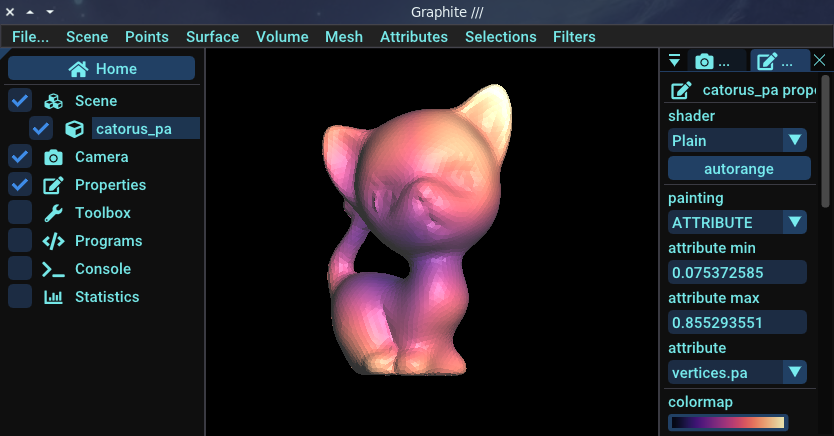 Graphite ///
File... Scene Points Surface Volume Mesh Attributes Selections Filters
Home
Scene
catorus_pa
Camera
Properties
Toolbox
Programs
Console
Statistics
... ...
catorus_pa prope
shader
Plain
autorange
painting
ATTRIBUTE
attribute min
0.075372585
attribute max
0.855293551
attribute
vertices.pa
colormap